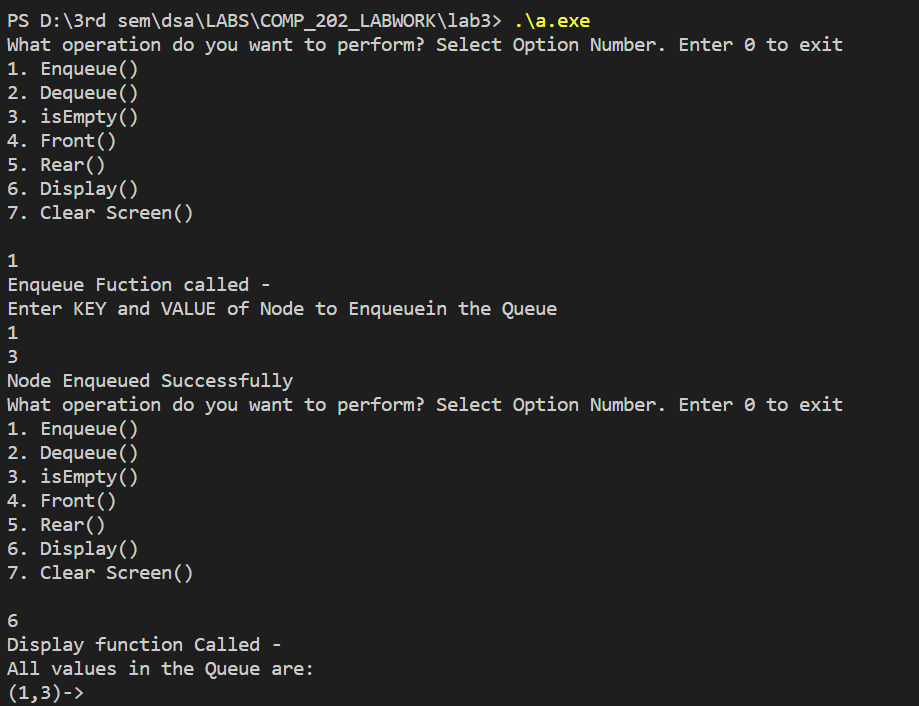 PS D:\3rd sem\dsa\LABS\COMP_202_LABWORK\lab3> .\a.exe
What operation do you want to perform? Select Option Number. Enter 0 to exit
1. Enqueue()
2. Dequeue()
3. isEmpty()
4. Front()
5. Rear()
6. Display()
7. Clear Screen()

1
Enqueue Fuction called -
Enter KEY and VALUE of Node to Enqueuein the Queue
1
3
Node Enqueued Successfully
What operation do you want to perform? Select Option Number. Enter 0 to exit
1. Enqueue()
2. Dequeue()
3. isEmpty()
4. Front()
5. Rear()
6. Display()
7. Clear Screen()

6
Display function Called -
All values in the Queue are:
(1,3)->